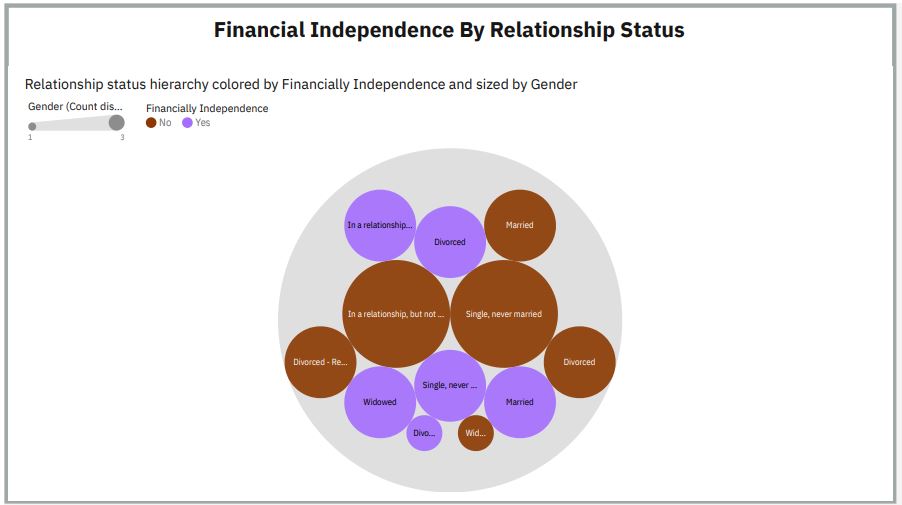 Financial Independence By Relationship Status
Relationship status hierarchy colored by Financially Independence and sized by Gender
Gender (Count dis...
Financially Independence
No Yes
1 3
In a relationship...
Divorced
Married
In a relationship, but not ...
Single, never married
Divorced - Re...
Divorced
Widowed
Single, never ...
Married
Divo...
Wid...